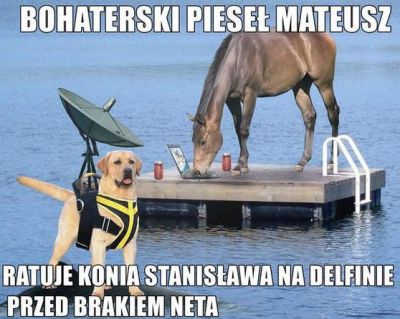 BOHATERSKI PIESEŁ MATEUSZ
RATUJE KONIA STANISŁAWA NA DELFINIE
PRZED BRAKIEM NETA